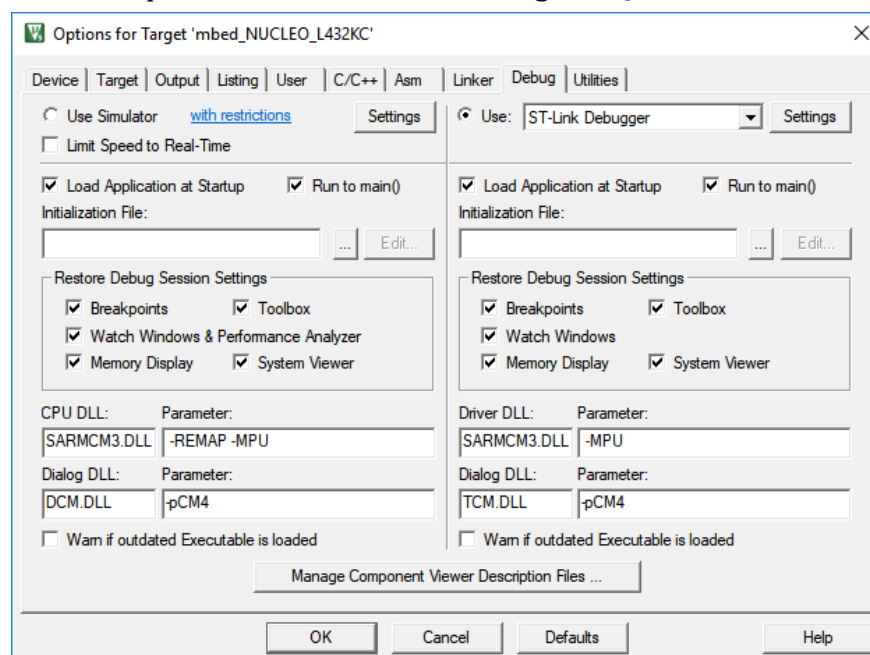 Options for Target 'mbed_NUCLEO_L432KC'
Device Target Output Listing User C/C++ Asm Linker Debug Utilities
Use Simulator with restrictions Settings
Limit Speed to Real-Time
Load Application at Startup Run to main()
Initialization File:
... Edit...
Restore Debug Session Settings
Breakpoints Toolbox
Watch Windows & Performance Analyzer
Memory Display System Viewer
CPU DLL: Parameter:
SARMCM3.DLL -REMAP -MPU
Dialog DLL: Parameter:
DCM.DLL -pCM4
Warn if outdated Executable is loaded
Use: ST-Link Debugger Settings
Load Application at Startup Run to main()
Initialization File:
... Edit...
Restore Debug Session Settings
Breakpoints Toolbox
Watch Windows
Memory Display System Viewer
Driver DLL: Parameter:
SARMCM3.DLL -MPU
Dialog DLL: Parameter:
TCM.DLL -pCM4
Warn if outdated Executable is loaded
Manage Component Viewer Description Files ...
OK Cancel Defaults Help